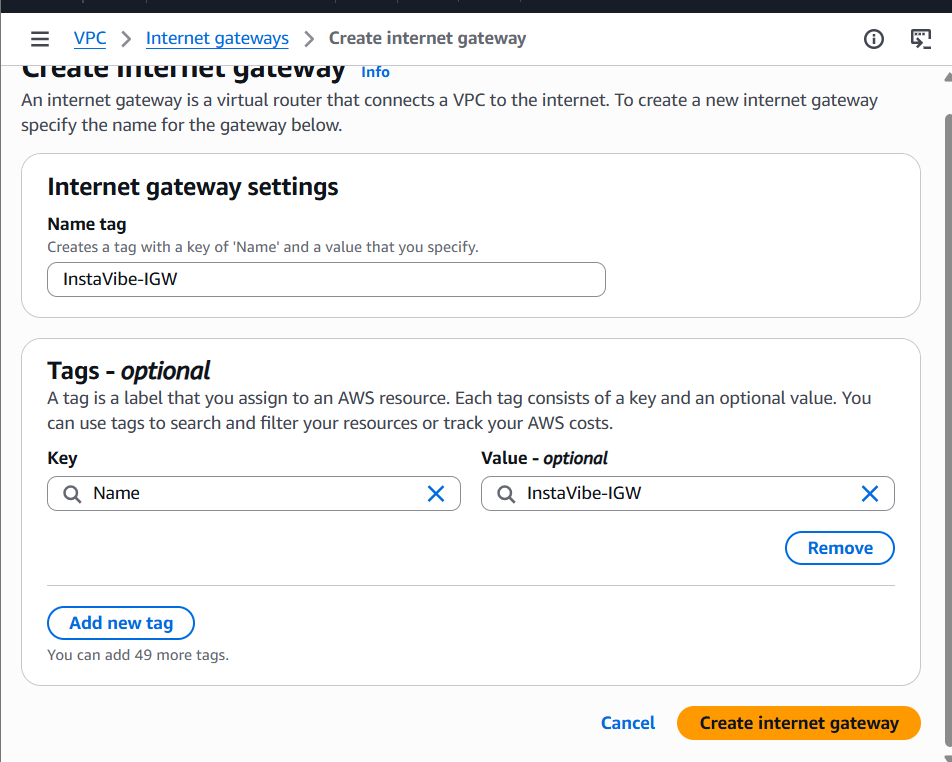 VPC > Internet gateways > Create internet gateway
Create internet gateway Info
An internet gateway is a virtual router that connects a VPC to the internet. To create a new internet gateway
specify the name for the gateway below.
Internet gateway settings
Name tag
Creates a tag with a key of 'Name' and a value that you specify.
InstaVibe-IGW
Tags - optional
A tag is a label that you assign to an AWS resource. Each tag consists of a key and an optional value. You
can use tags to search and filter your resources or track your AWS costs.
Key Value - optional
Name InstaVibe-IGW
Remove
Add new tag
You can add 49 more tags.
Cancel Create internet gateway